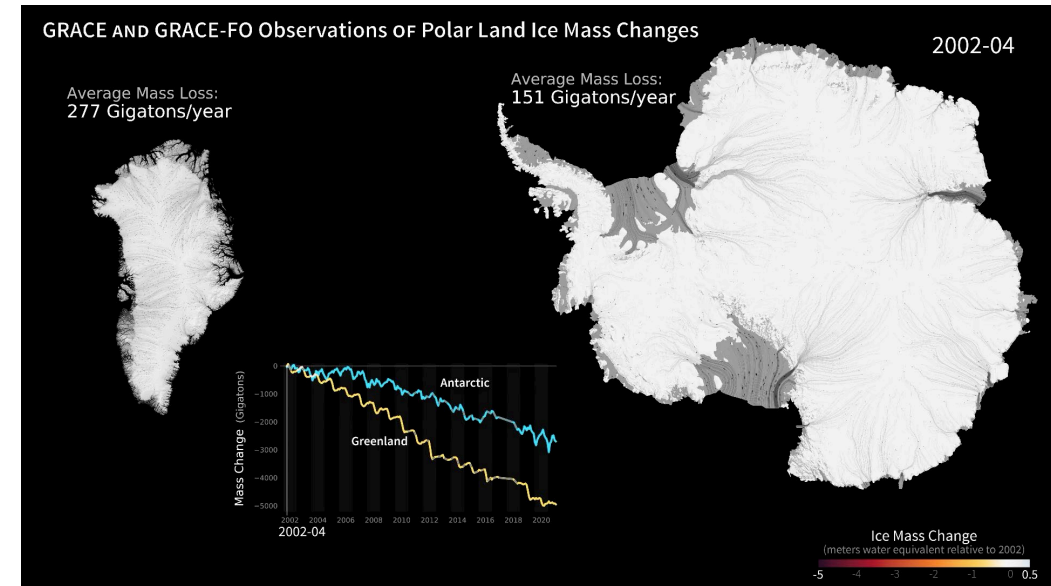 GRACE AND GRACE-FO Observations OF Polar Land Ice Mass Changes
2002-04
Average Mass Loss:
277 Gigatons/year
Average Mass Loss:
151 Gigatons/year
Mass Change (Gigatons)
0
−1000
−2000
−3000
−4000
−5000
Antarctic
Greenland
2002 2004 2006 2008 2010 2012 2014 2016 2018 2020
2002-04
Ice Mass Change
(meters water equivalent relative to 2002)
-5 -4 -3 -2 -1 0 0.5